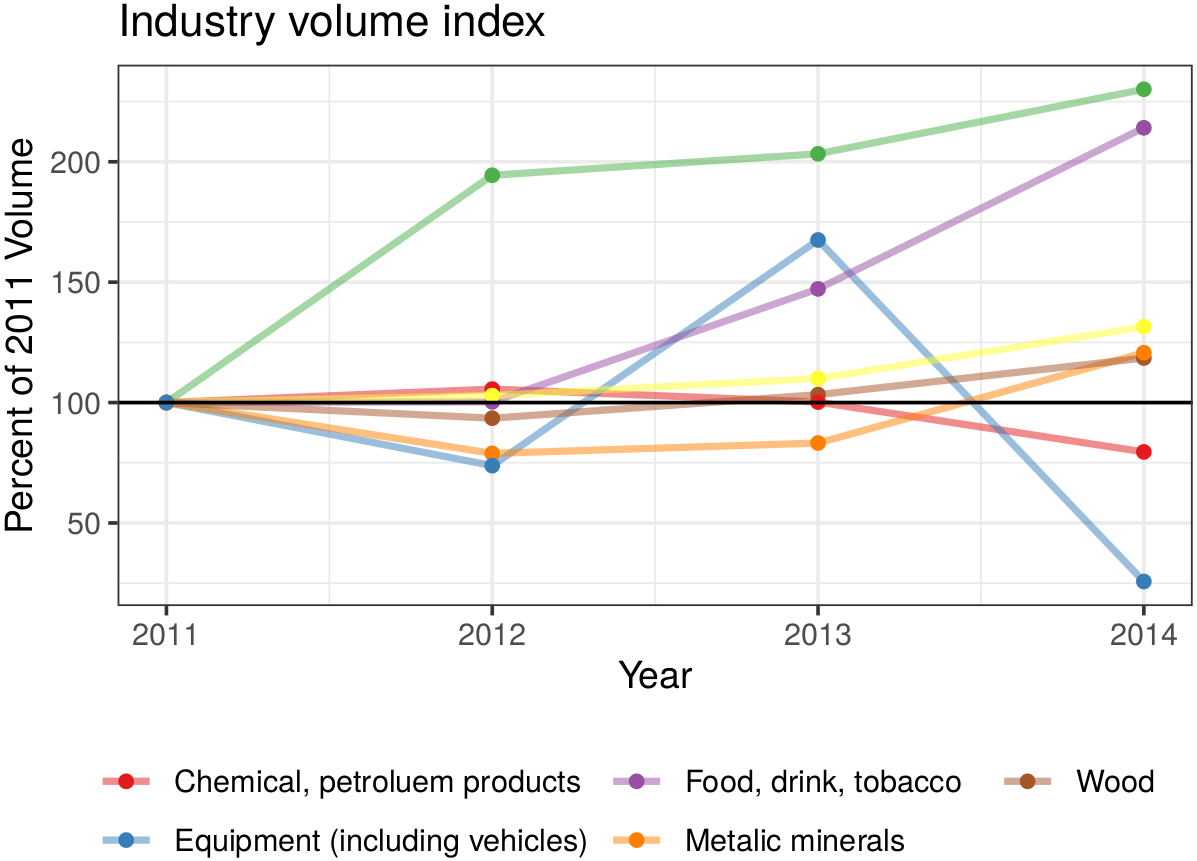 Industry volume index
Percent of 2011 Volume
200
150
100
50
2011 2012 2013 2014
Year
Chemical, petroluem products Food, drink, tobacco Wood
Equipment (including vehicles) Metalic minerals